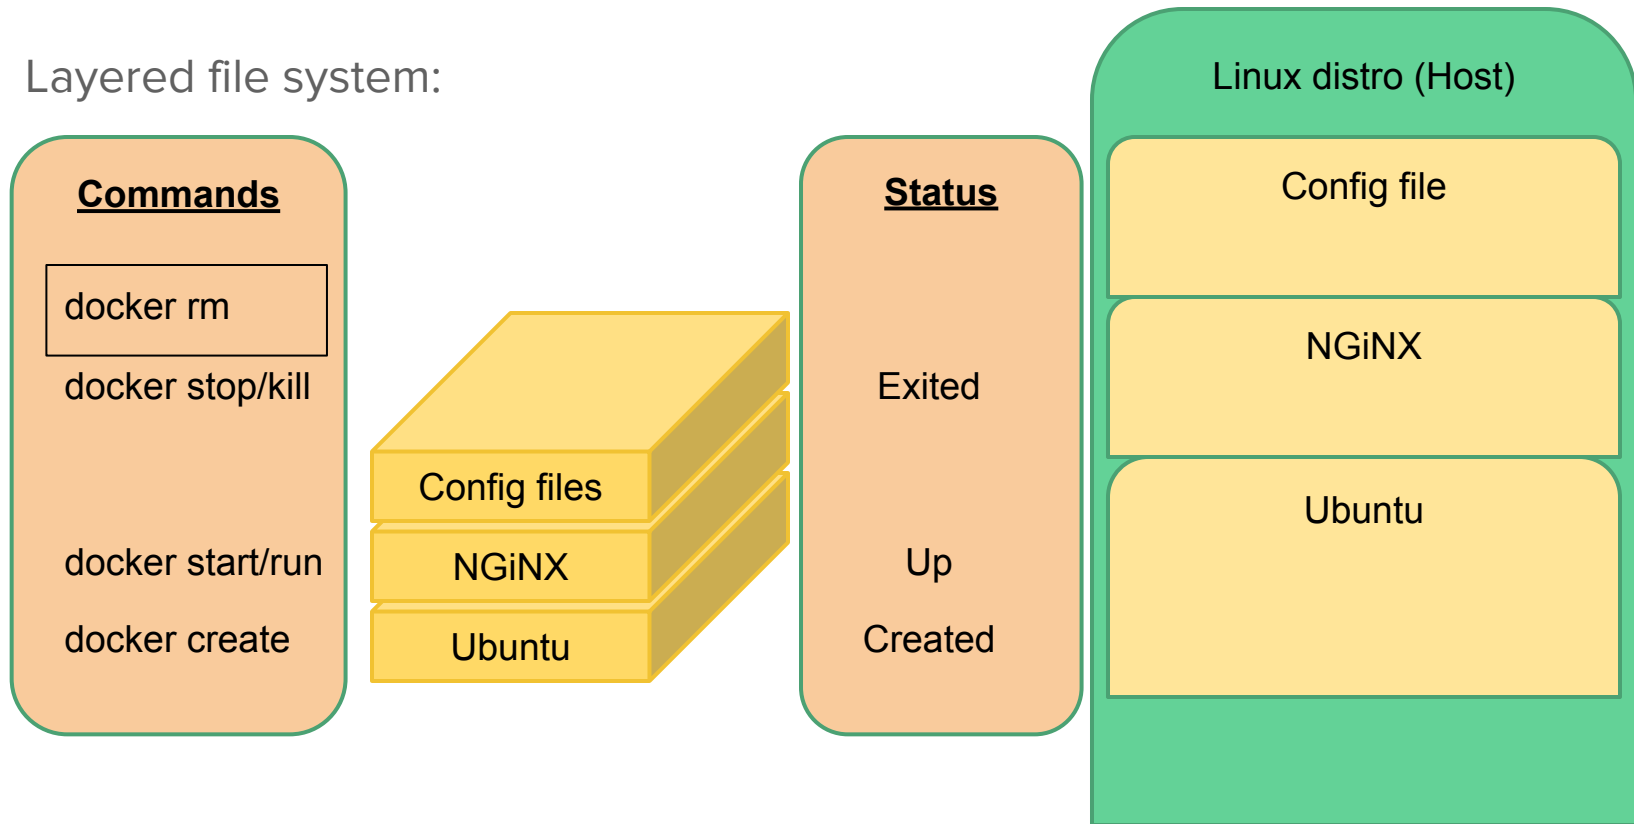 Layered file system:
Commands
docker rm
docker stop/kill
docker start/run
docker create
Config files
NGiNX
Ubuntu
Status
Exited
Up
Created
Linux distro (Host)
Config file
NGiNX
Ubuntu